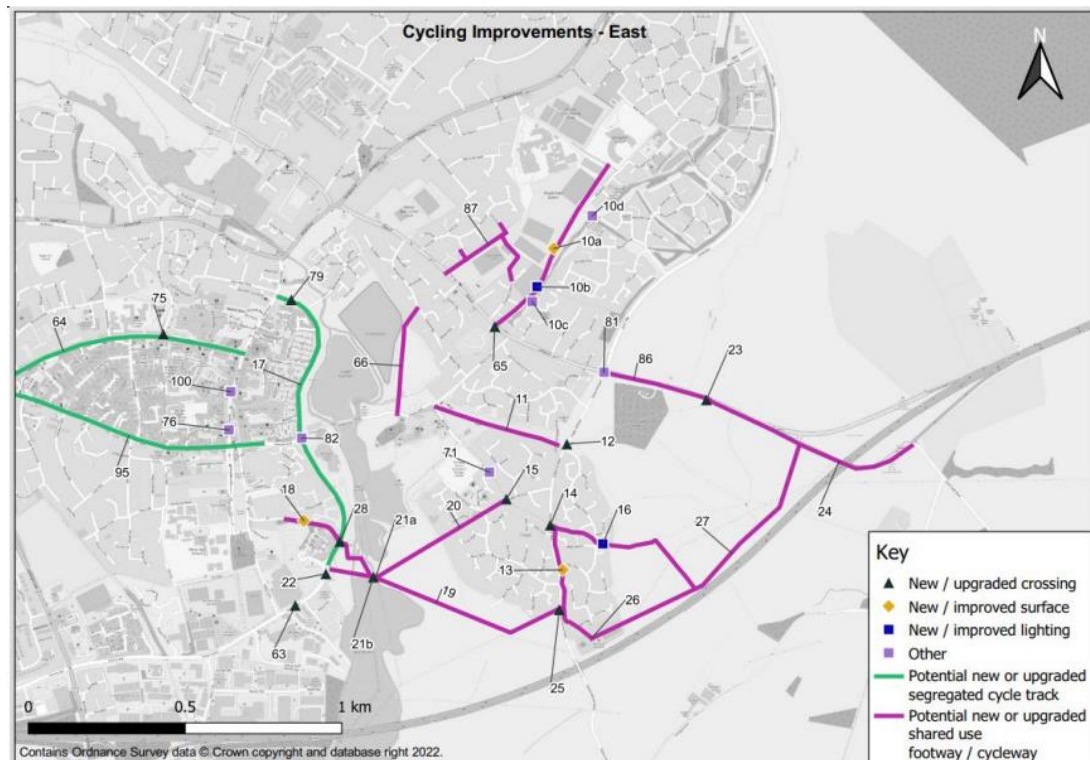 Cycling Improvements - East
N
10d
87
10a
79
10b
75
10c
64
81
86
23
17
65
66
100
11
76
82
12
71
15
95
18
14
16
28
21a
20
24
27
13
22
19
26
63
21b
25
Key
New / upgraded crossing
New / improved surface
New / improved lighting
Other
Potential new or upgraded
segregated cycle track
Potential new or upgraded
shared use
footway / cycleway
0 0.5 1 km
Contains Ordnance Survey data © Crown copyright and database right 2022.